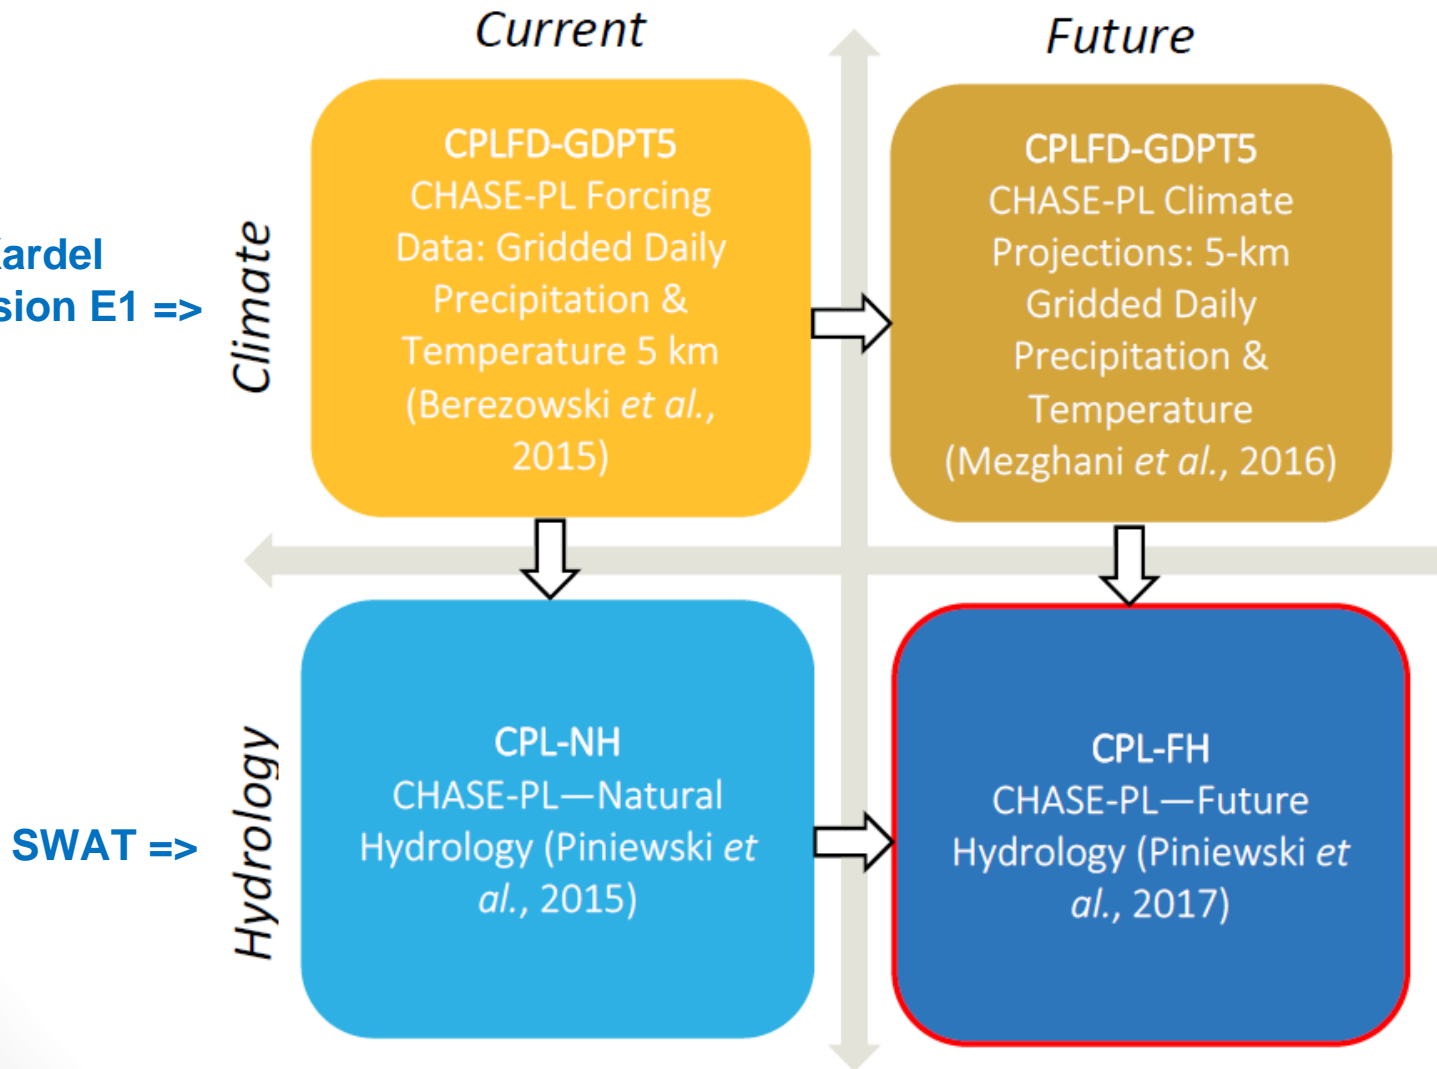 Current
Future
CPLFD-GDPT5
CHASE-PL Forcing
Data: Gridded Daily
Precipitation &
Temperature 5 km
(Berezowski et al.,
2015)
CPLFD-GDPT5
CHASE-PL Climate
Projections: 5-km
Gridded Daily
Precipitation &
Temperature
(Mezghani et al., 2016)
Climate
ardel
sion E1 =>
CPL-NH
CHASE-PL—Natural
Hydrology (Piniewski et
al., 2015)
CPL-FH
CHASE-PL—Future
Hydrology (Piniewski et
al., 2017)
Hydrology
SWAT =>